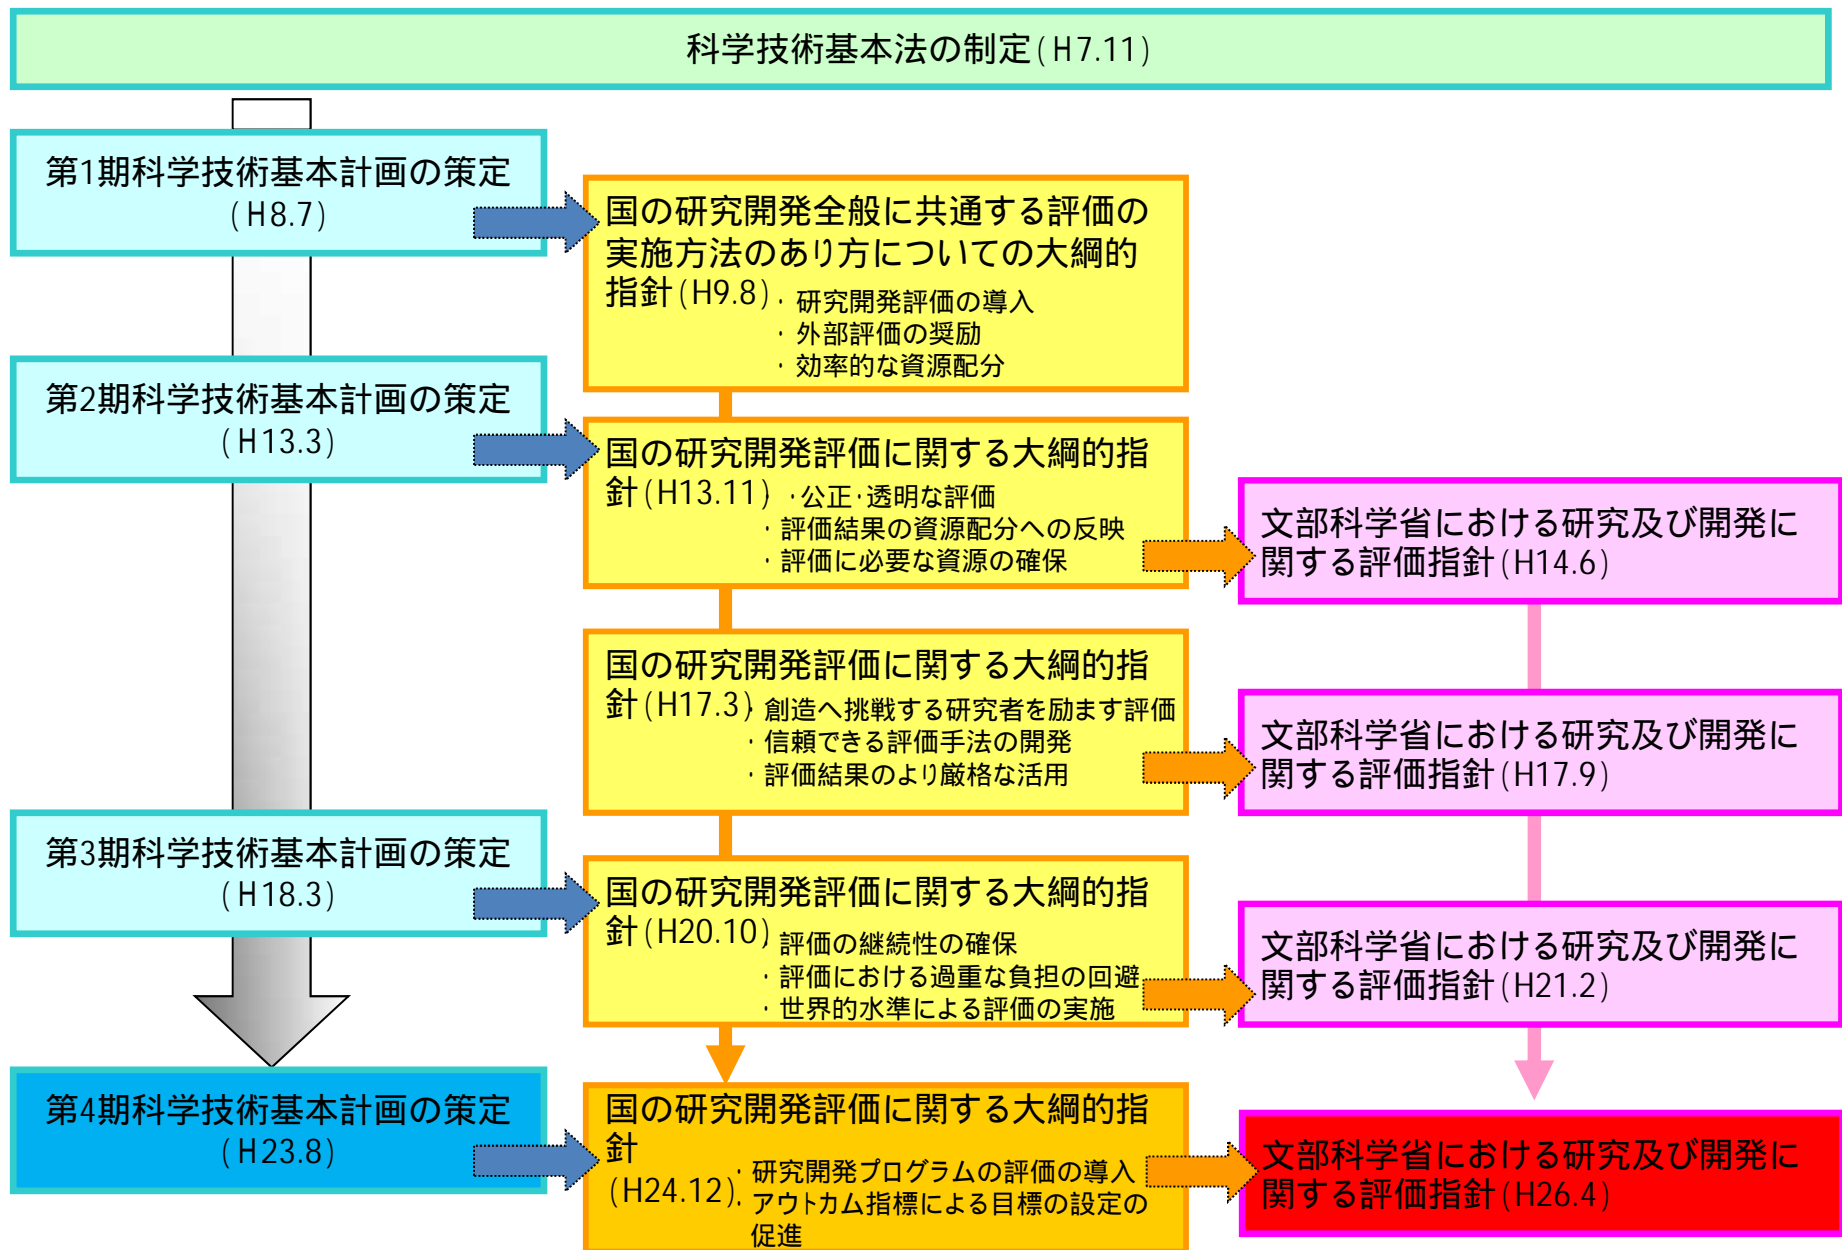 科学技術基本法の制定(H7.11)
第1期科学技術基本計画の策定
(H8.7)
国の研究開発全般に共通する評価の
実施方法のあり方についての大綱的
指針(H9.8)
・研究開発評価の導入
・外部評価の奨励
・効率的な資源配分
第2期科学技術基本計画の策定
(H13.3)
国の研究開発評価に関する大綱的指
針(H13.11)
・公正・透明な評価
・評価結果の資源配分への反映
・評価に必要な資源の確保
文部科学省における研究及び開発に
関する評価指針(H14.6)
国の研究開発評価に関する大綱的指
針(H17.3)
・創造へ挑戦する研究者を励ます評価
・信頼できる評価手法の開発
・評価結果のより厳格な活用
文部科学省における研究及び開発に
関する評価指針(H17.9)
第3期科学技術基本計画の策定
(H18.3)
国の研究開発評価に関する大綱的指
針(H20.10)
・評価の継続性の確保
・評価における過重な負担の回避
・世界的水準による評価の実施
文部科学省における研究及び開発に
関する評価指針(H21.2)
第4期科学技術基本計画の策定
(H23.8)
国の研究開発評価に関する大綱的指
針
(H24.12)
・研究開発プログラムの評価の導入
・アウトカム指標による目標の設定の
促進
文部科学省における研究及び開発に
関する評価指針(H26.4)